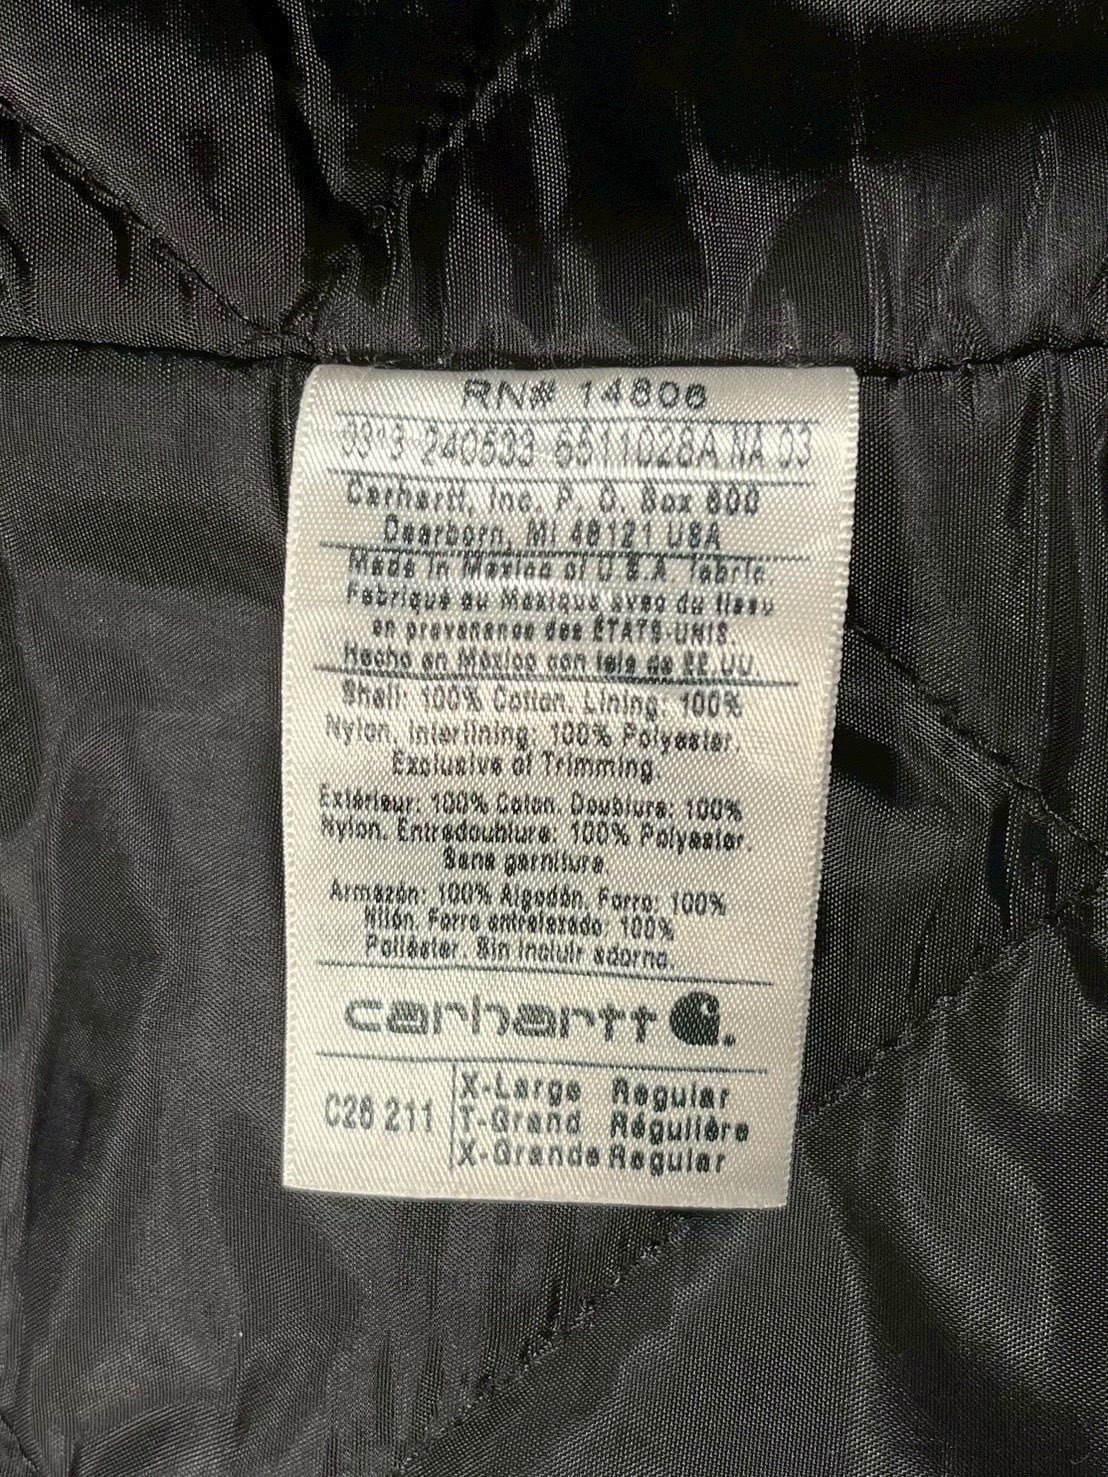 RN# 14806
240533 6511028A NA 03
Carhartt, Inc. P. O. Box 600
Dearborn, MI 48121 USA
Made in Mexico of U.S.A. fabric.
Fabriqué au Mexique avec du tissu
en provenance des ÉTATS-UNIS.
Hecho en México con tela de EE.UU.
Shell: 100% Cotton. Lining: 100%
Nylon. Interlining: 100% Polyester.
Exclusive of Trimming.
Extérieur: 100% Coton. Doublure: 100%
Nylon. Entredoublure: 100% Polyester.
Sans garniture.
Armazón: 100% Algodón. Forro: 100%
Nilón. Forro entrelazado: 100%
Poliéster. Sin incluir adorno.
carhartt
C26 211
X-Large Regular
T-Grand Régulière
X-Grande Regular